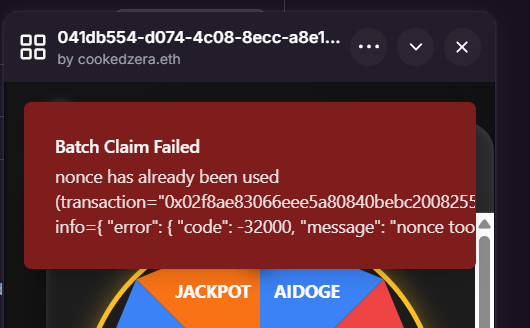 041db554-d074-4c08-8ecc-a8e1...
by cookedzera.eth
Batch Claim Failed
nonce has already been used
(transaction="0x02f8ae83066eee5a80840bebc2008255
info={ "error": { "code": -32000, "message": "nonce too
JACKPOT AIDOGE